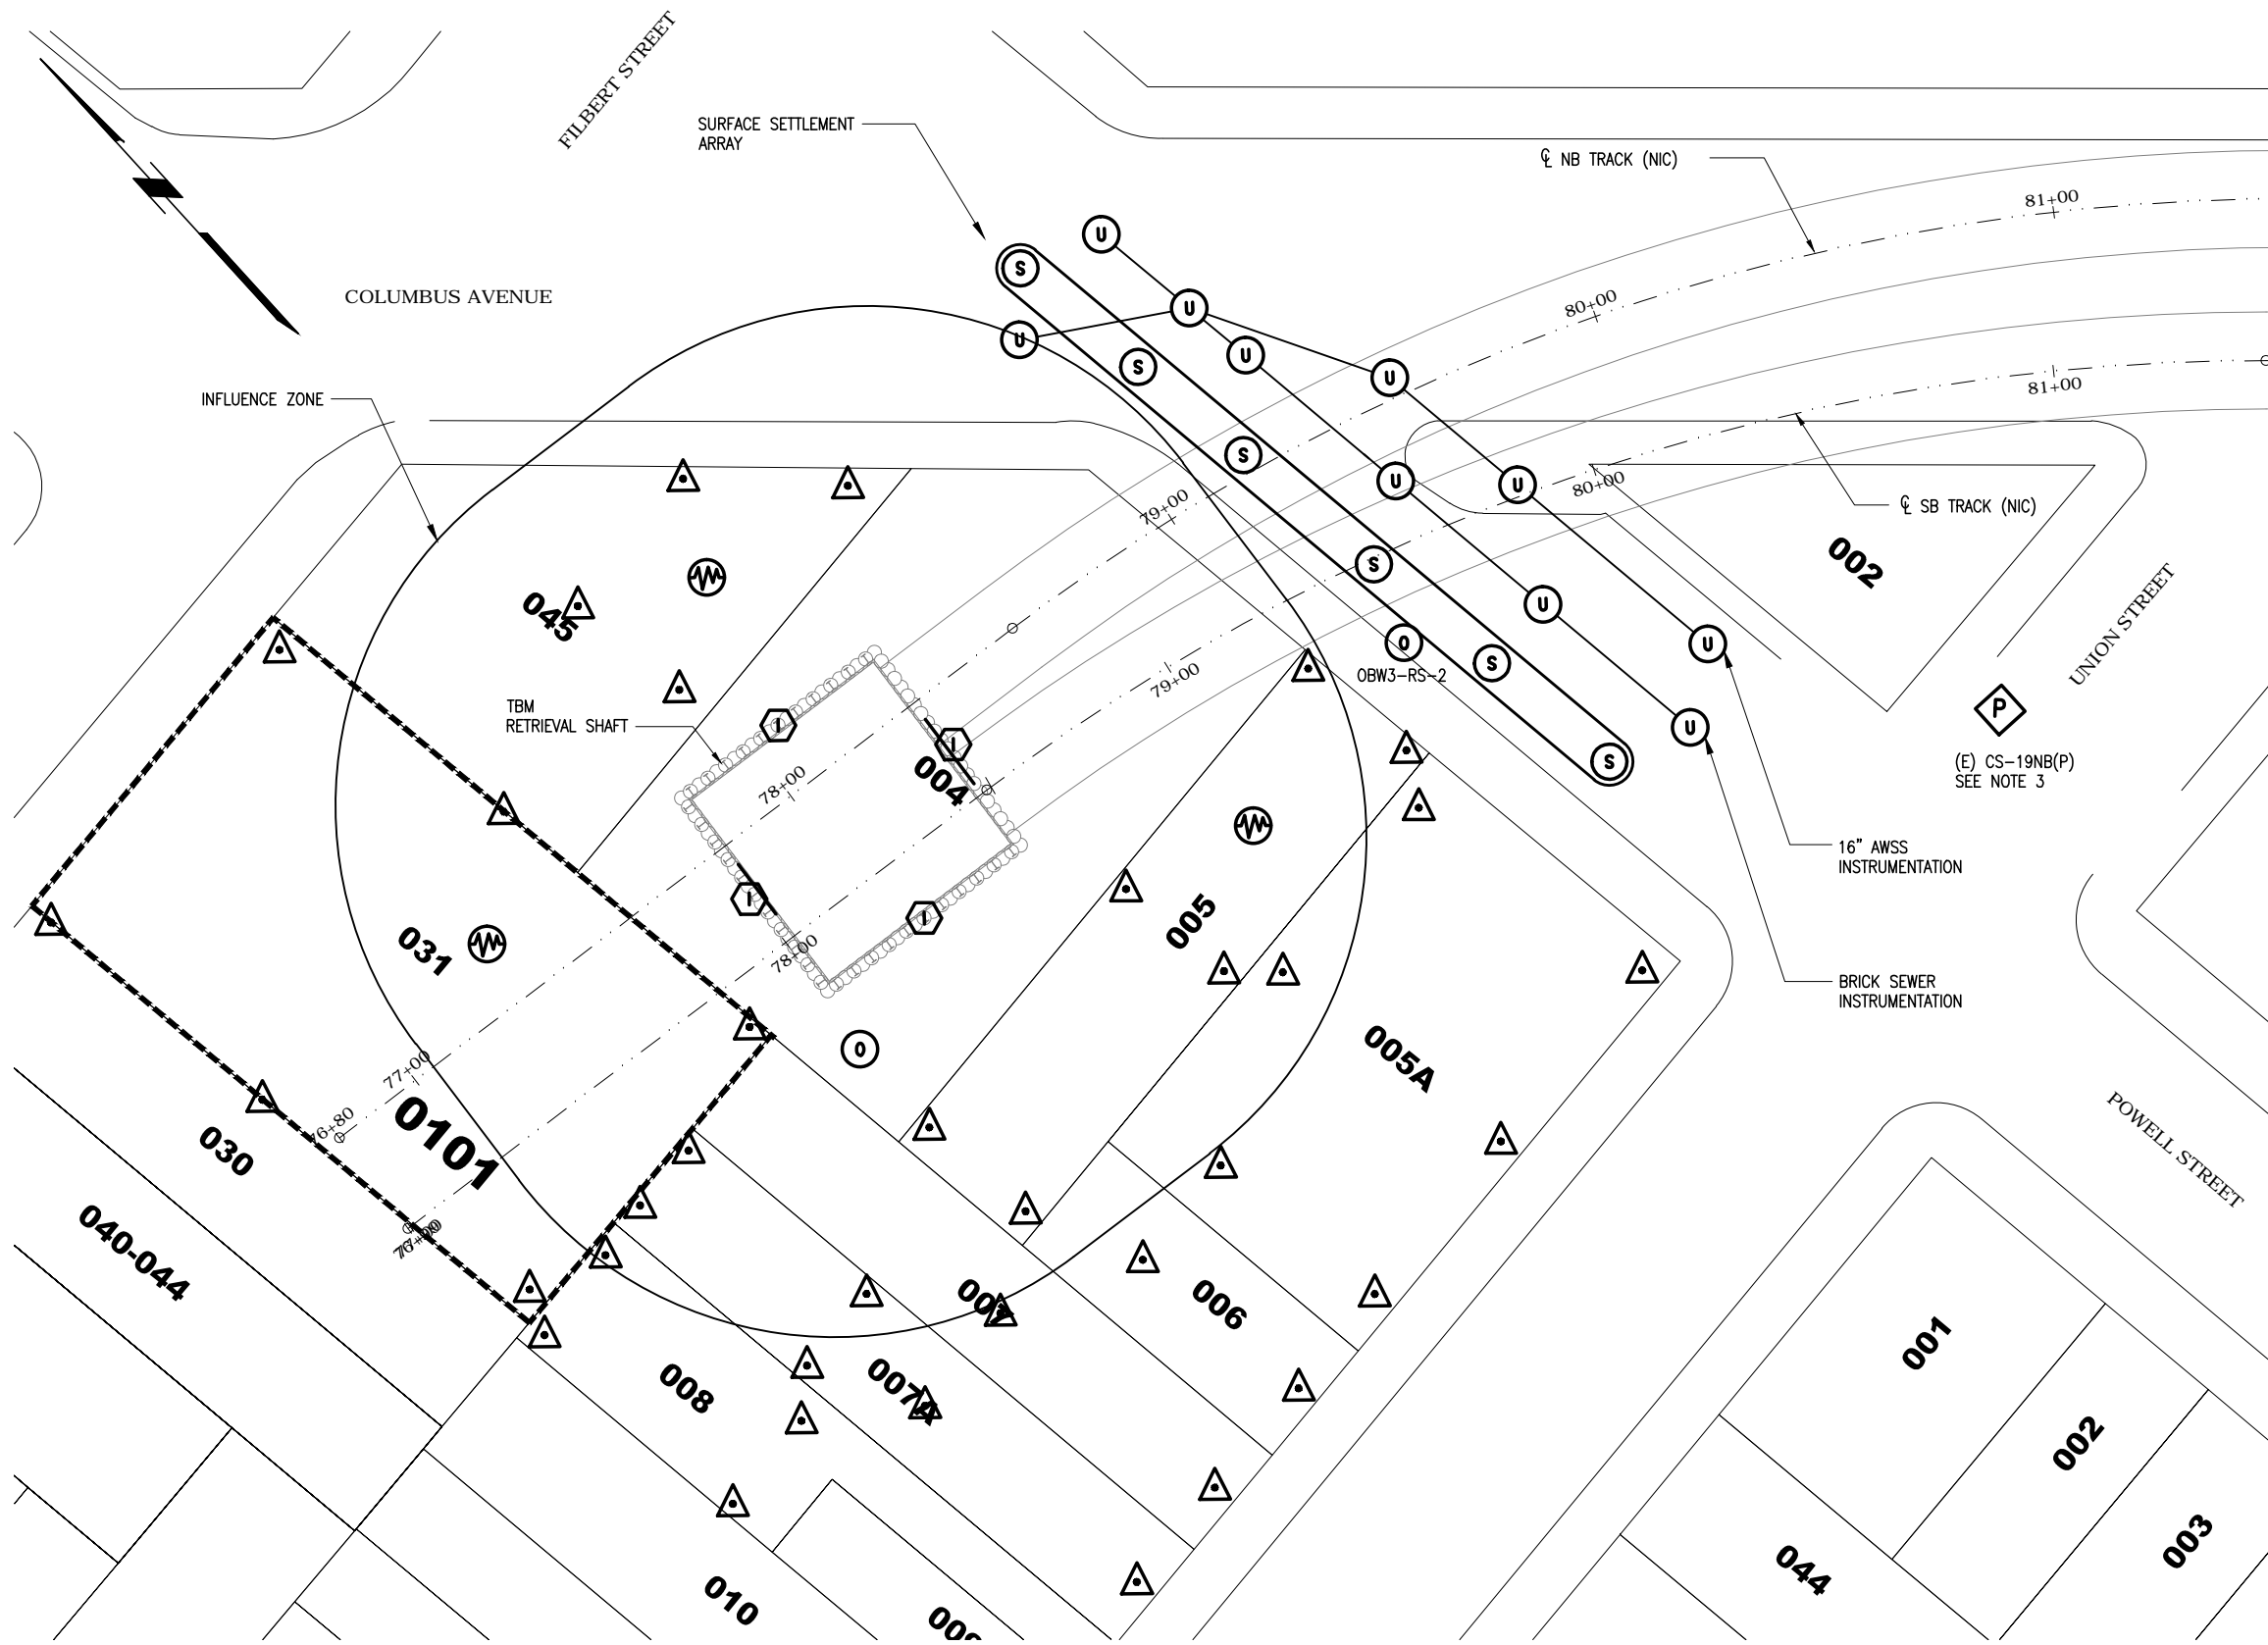 FILBERT STREET
SURFACE SETTLEMENT
ARRAY
℄ NB TRACK (NIC)
81+00
U
S
COLUMBUS AVENUE
80+00
U
U
U
81+00
S
U
INFLUENCE ZONE
S
U
U
80+00
℄ SB TRACK (NIC)
79+00
002
S
045
U
UNION STREET
O
U
OBW3-RS-2
S
79+00
TBM
RETRIEVAL SHAFT
I
I
P
U
S
(E) CS-19NB(P)
SEE NOTE 3
78+00
004
16" AWSS
INSTRUMENTATION
I
I
005
031
78+00
BRICK SEWER
INSTRUMENTATION
O
005A
77+00
76+80
0101
030
POWELL STREET
040-044
007
006
001
008
007A
002
003
044
010